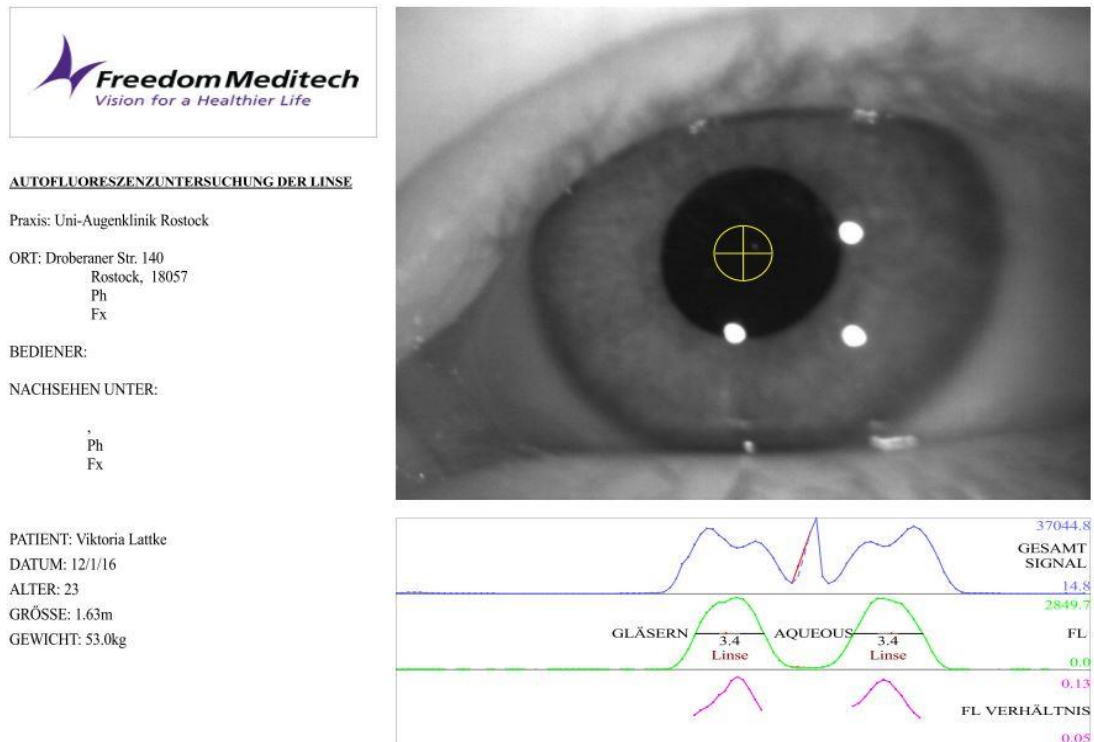 Freedom Meditech
Vision for a Healthier Life
AUTOFLUORESZENZUNTERSUCHUNG DER LINSE
Praxis: Uni-Augenklinik Rostock
ORT: Droberaner Str. 140
Rostock, 18057
Ph
Fx
BEDIENER:
NACHSEHEN UNTER:
,
Ph
Fx
PATIENT: Viktoria Lattke
DATUM: 12/1/16
ALTER: 23
GRÖSSE: 1.63m
GEWICHT: 53.0kg
37044.8
GESAMT
SIGNAL
14.8
2849.7
GLÄSERN 3.4 AQUEOUS 3.4 FL
Linse Linse
0.0
0.13
FL VERHÄLTNIS
0.05